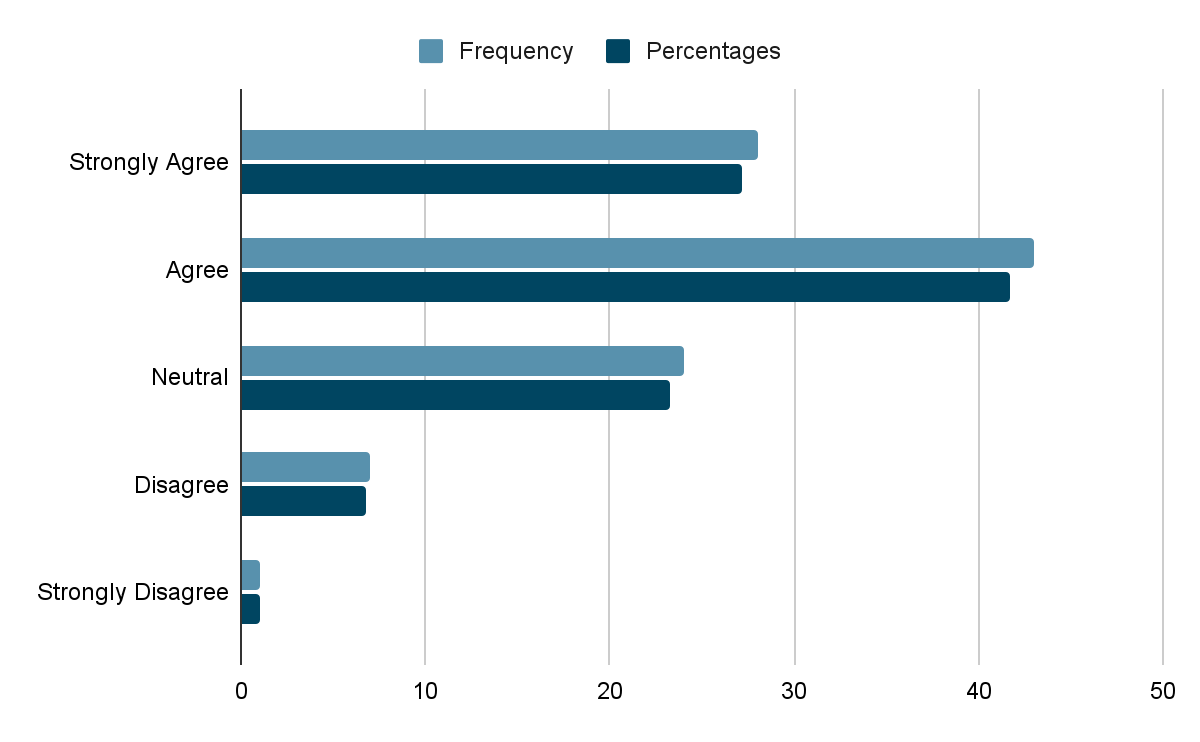 Frequency Percentages
Strongly Agree
Agree
Neutral
Disagree
Strongly Disagree
0 10 20 30 40 50